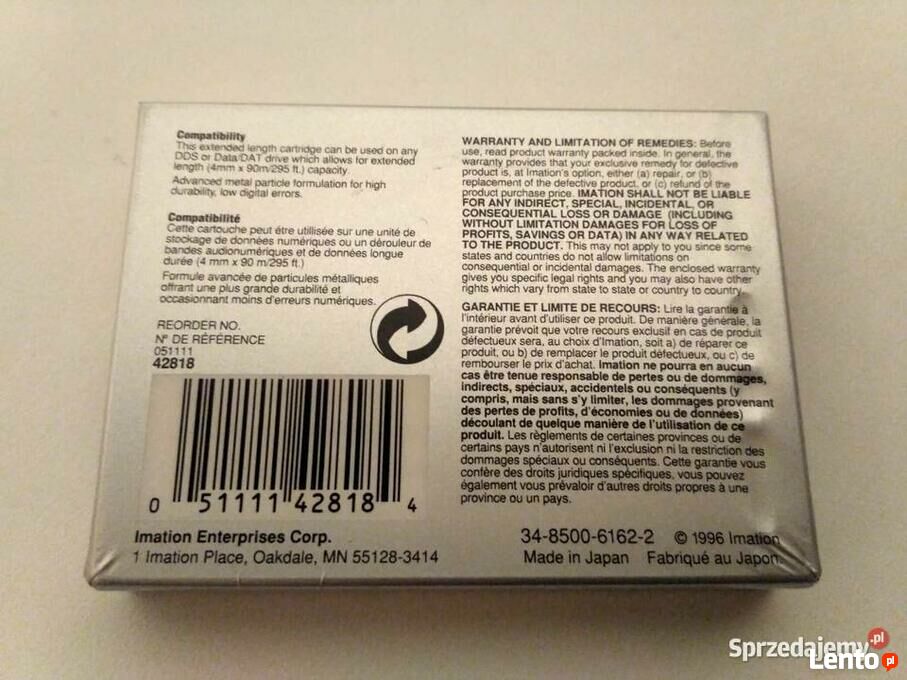 Compatibility
This extended length cartridge can be used on any
DDS or Data/DAT drive which allows for extended
length (4mm x 90m/295 ft.) capacity.
Advanced metal particle formulation for high
durability, low digital errors.
Compatibilité
Cette cartouche peut être utilisée sur une unité de
stockage de données numériques ou un dérouleur de
bandes audionumériques et de données longue
durée (4 mm x 90 m/295 ft.)
Formule avancée de particules métalliques
offrant une plus grande durabilité et
occasionnant moins d'erreurs numériques.
REORDER NO.
Nº DE RÉFÉRENCE
051111
42818
0 51111 42818 4
Imation Enterprises Corp.
1 Imation Place, Oakdale, MN 55128-3414
WARRANTY AND LIMITATION OF REMEDIES: Before
use, read product warranty packed inside. In general, the
warranty provides that your exclusive remedy for defective
product is, at Imation's option, either (a) repair, or (b)
replacement of the defective product, or (c) refund of the
product purchase price. IMATION SHALL NOT BE LIABLE
FOR ANY INDIRECT, SPECIAL, INCIDENTAL, OR
CONSEQUENTIAL LOSS OR DAMAGE (INCLUDING
WITHOUT LIMITATION DAMAGES FOR LOSS OF
PROFITS, SAVINGS OR DATA) IN ANY WAY RELATED
TO THE PRODUCT. This may not apply to you since some
states and countries do not allow limitations on
consequential or incidental damages. The enclosed warranty
gives you specific legal rights and you may also have other
rights which vary from state to state or country to country.
GARANTIE ET LIMITE DE RECOURS: Lire la garantie à
l'intérieur avant d'utiliser ce produit. De manière générale, la
garantie prévoit que votre recours exclusif en cas de produit
défectueux sera, au choix d'Imation, soit a) de réparer ce
produit, ou b) de remplacer le produit défectueux, ou c) de
rembourser le prix d'achat. Imation ne pourra en aucun
cas être tenue responsable de pertes ou de dommages,
indirects, spéciaux, accidentels ou conséquents (y
compris, mais sans s'y limiter, les dommages provenant
des pertes de profits, d'économies ou de données)
découlant de quelque manière de l'utilisation de ce
produit. Les règlements de certaines provinces ou de
certains pays n'autorisent ni l'exclusion ni la restriction des
dommages spéciaux ou conséquents. Cette garantie vous
confère des droits juridiques spécifiques, vous pouvez
également vous prévaloir d'autres droits propres à une
province ou un pays.
34-8500-6162-2 © 1996 Imation
Made in Japan Fabriqué au Japon.
Sprzedajemy.pl
Lento.pl